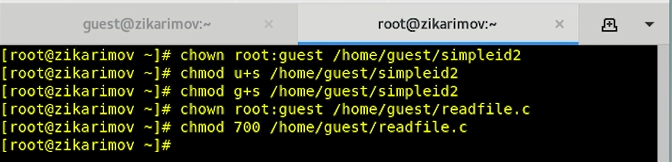 guest@zikarimov:~
root@zikarimov:~
[root@zikarimov ~]# chown root:guest /home/guest/simpleid2
[root@zikarimov ~]# chmod u+s /home/guest/simpleid2
[root@zikarimov ~]# chmod g+s /home/guest/simpleid2
[root@zikarimov ~]# chown root:guest /home/guest/readfile.c
[root@zikarimov ~]# chmod 700 /home/guest/readfile.c
[root@zikarimov ~]#